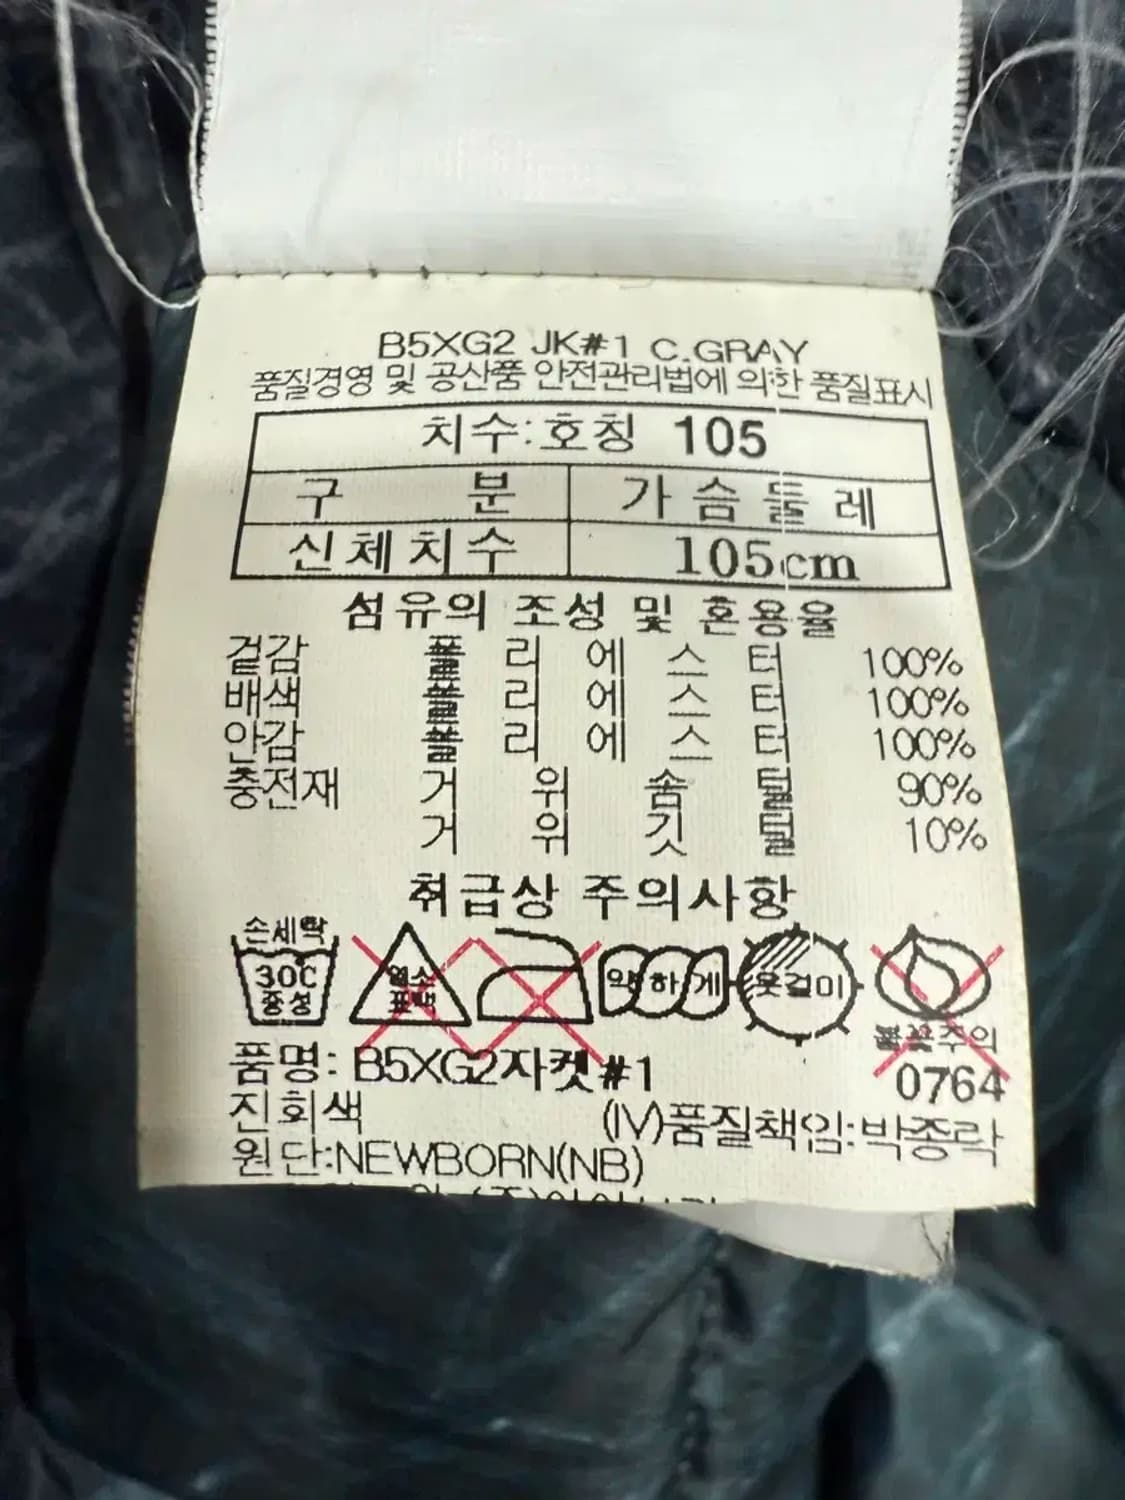 B5XG2 JK#1 C.GRAY
품질경영 및 공산품 안전관리법에 의한 품질표시
치수:호칭 105
구 분 가슴둘레
신체치수 105cm
섬유의 조성 및 혼용율
겉감 폴리에스터 100%
배색 폴리에스터 100%
안감 폴리에스터 100%
충전재 거위솜털 90%
거위깃털 10%
취급상 주의사항
손세탁
30C 염소 약하게 옷걸이
중성 표백
불꽃주의
품명: B5XG2자켓#1 0764
진회색 (IV)품질책임:박종락
원단:NEWBORN(NB)